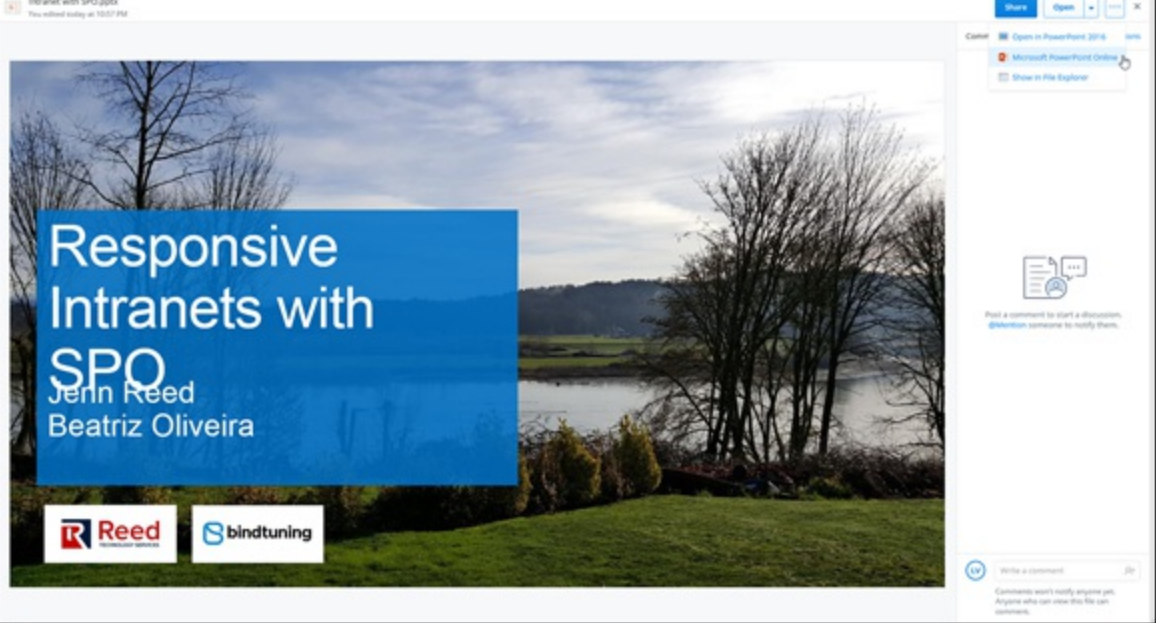 Intranet with SPO.pptx
You edited today at 10:57 PM
Share
Open
Open in PowerPoint 2016
Microsoft PowerPoint Online
Show in File Explorer
Responsive
Intranets with
SPO
Jenn Reed
Beatriz Oliveira
Reed
TECHNOLOGY SERVICES
bindtuning
Post a comment to start a discussion.
@Mention someone to notify them.
LV
Write a comment
Comments won't notify anyone yet.
Anyone who can view this file can
comment.